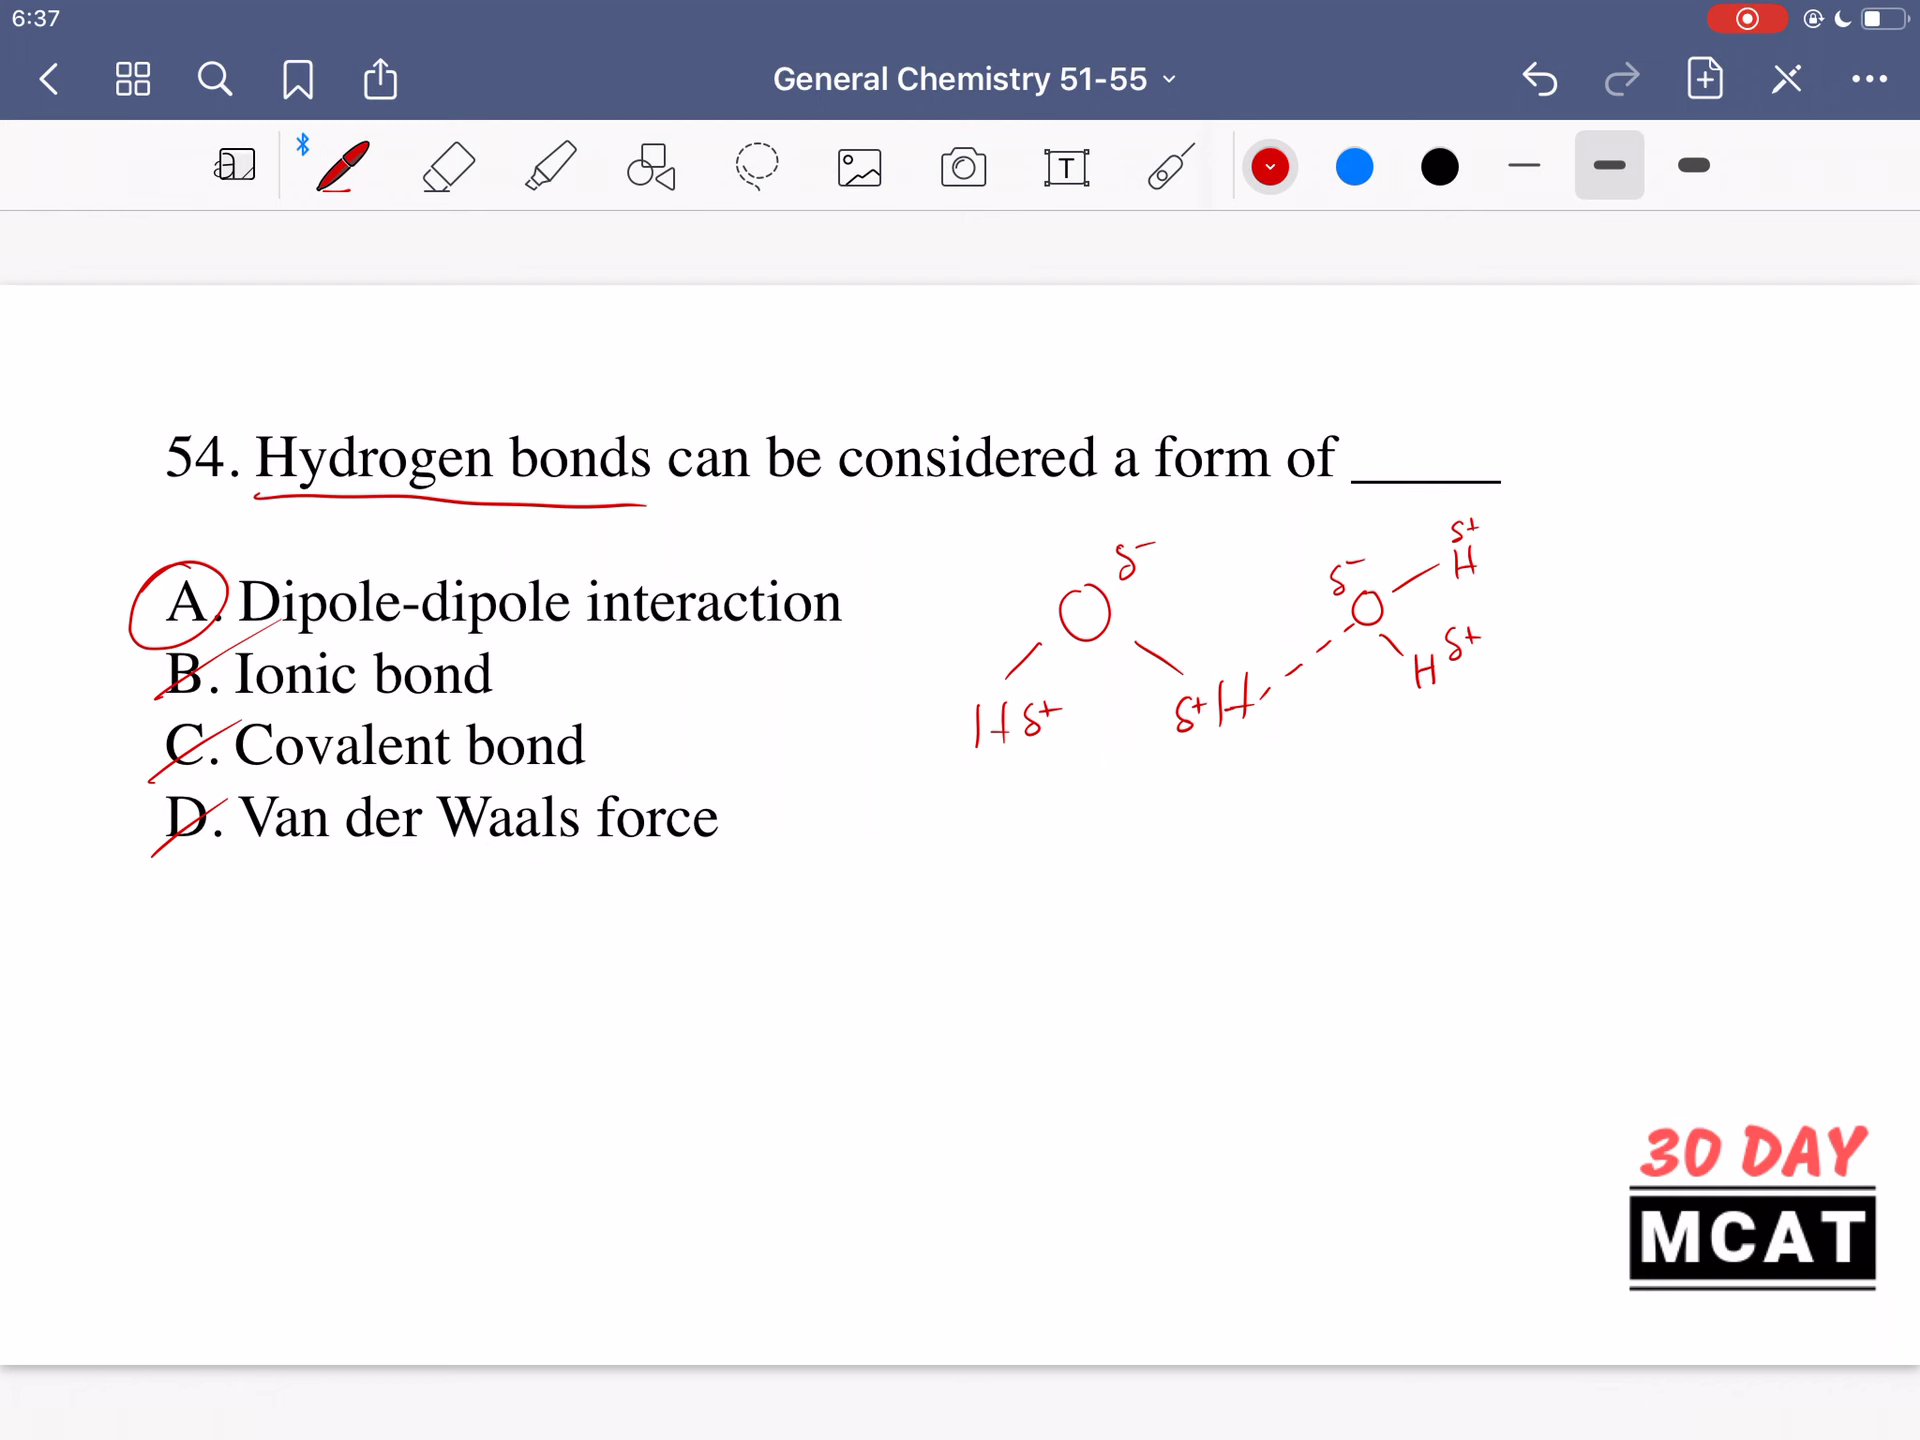 6:37
General Chemistry 51-55
T
54. Hydrogen bonds can be considered a form of _____
A. Dipole-dipole interaction
B. Ionic bond
C. Covalent bond
D. Van der Waals force
δ-
O
H δ+
δ+ H
δ-
O
δ+
H
H δ+
30 DAY
MCAT